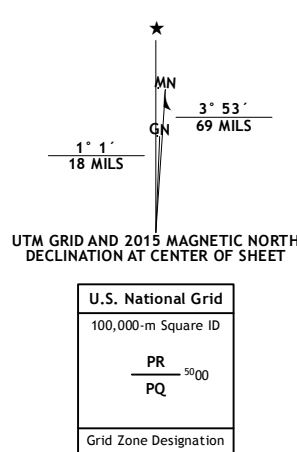 MN
3° 53´
69 MILS
GN
1° 1´
18 MILS
UTM GRID AND 2015 MAGNETIC NORTH
DECLINATION AT CENTER OF SHEET
U.S. National Grid
100,000-m Square ID
PR
5000
PQ
Grid Zone Designation